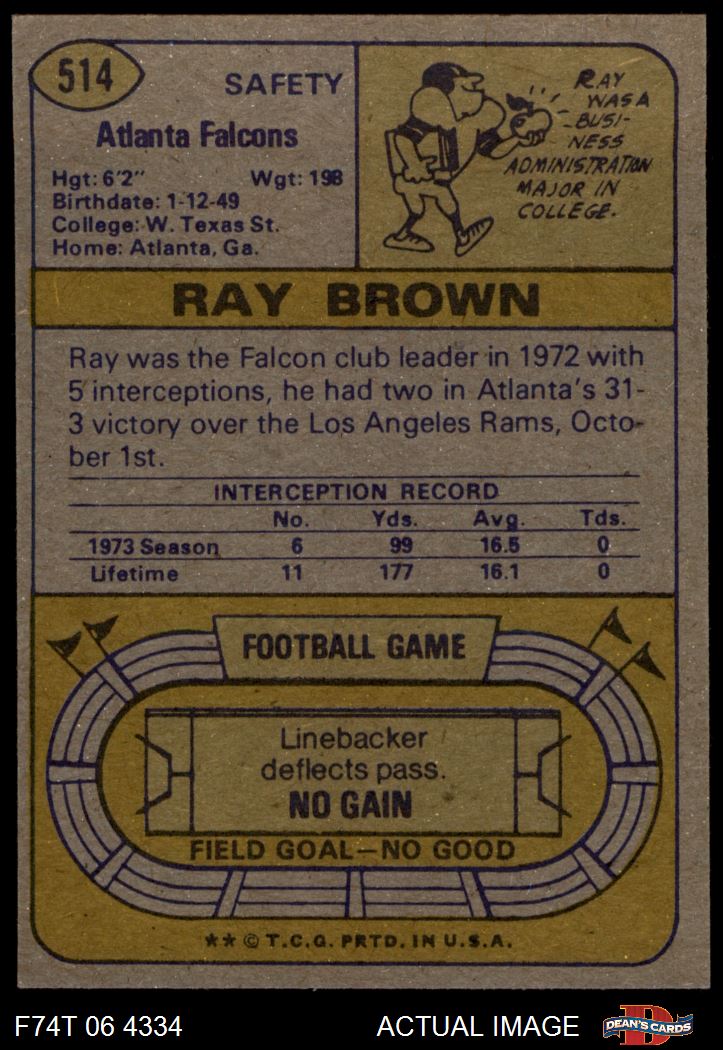 514
SAFETY
Atlanta Falcons
Hgt: 6'2" Wgt: 198
Birthdate: 1-12-49
College: W. Texas St.
Home: Atlanta, Ga.
RAY
WAS A
BUSI-
NESS
ADMINISTRATION
MAJOR IN
COLLEGE.
RAY BROWN
Ray was the Falcon club leader in 1972 with
5 interceptions, he had two in Atlanta's 31-
3 victory over the Los Angeles Rams, Octo-
ber 1st.
INTERCEPTION RECORD
No. Yds. Avg. Tds.
1973 Season 6 99 16.5 0
Lifetime 11 177 16.1 0
FOOTBALL GAME
Linebacker
deflects pass.
NO GAIN
FIELD GOAL—NO GOOD
** © T.C.G. PRTD. IN U.S.A.
F74T 06 4334 ACTUAL IMAGE D DEAN'S CARDS